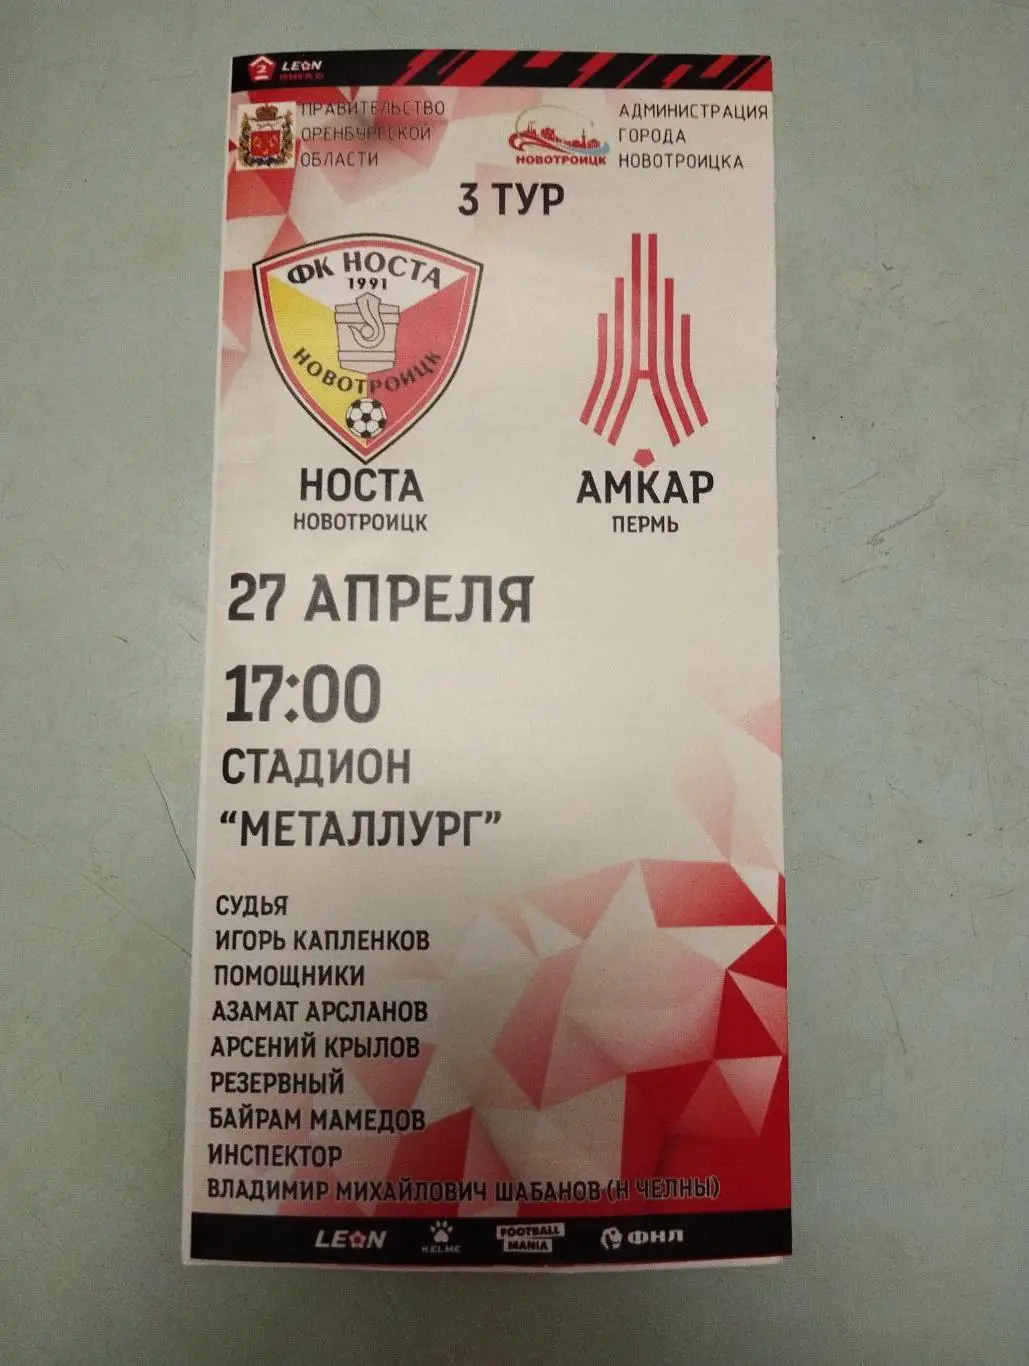 2 LEON
ЛИГА Б
ПРАВИТЕЛЬСТВО
ОРЕНБУРГСКОЙ
ОБЛАСТИ
НОВОТРОИЦК
АДМИНИСТРАЦИЯ
ГОРОДА
НОВОТРОИЦКА
3 ТУР
ФК НОСТА
1991
НОВОТРОИЦК
НОСТА
НОВОТРОИЦК
АМКАР
ПЕРМЬ
27 АПРЕЛЯ
17:00
СТАДИОН
“МЕТАЛЛУРГ”
СУДЬЯ
ИГОРЬ КАПЛЕНКОВ
ПОМОЩНИКИ
АЗАМАТ АРСЛАНОВ
АРСЕНИЙ КРЫЛОВ
РЕЗЕРВНЫЙ
БАЙРАМ МАМЕДОВ
ИНСПЕКТОР
ВЛАДИМИР МИХАЙЛОВИЧ ШАБАНОВ (Н ЧЕЛНЫ)
LEON
KELME
FOOTBALL
MANIA
ФНЛ